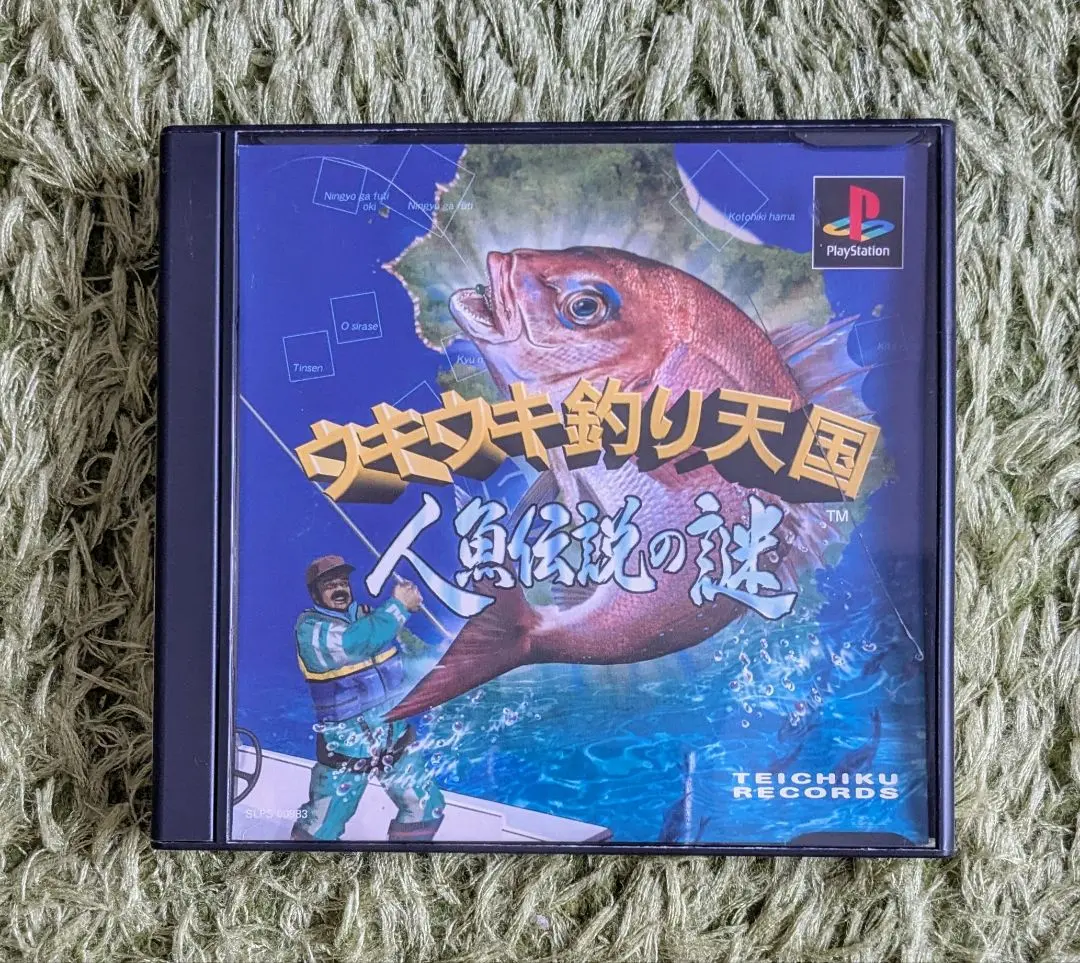 Ningyo ga futi
oki
Ningyo ga futi
Kotohiki hama
PlayStation
O sirase
Tinsen
Kyu
ウキウキ釣り天国
TM
人魚伝説の謎
TEICHIKU
RECORDS